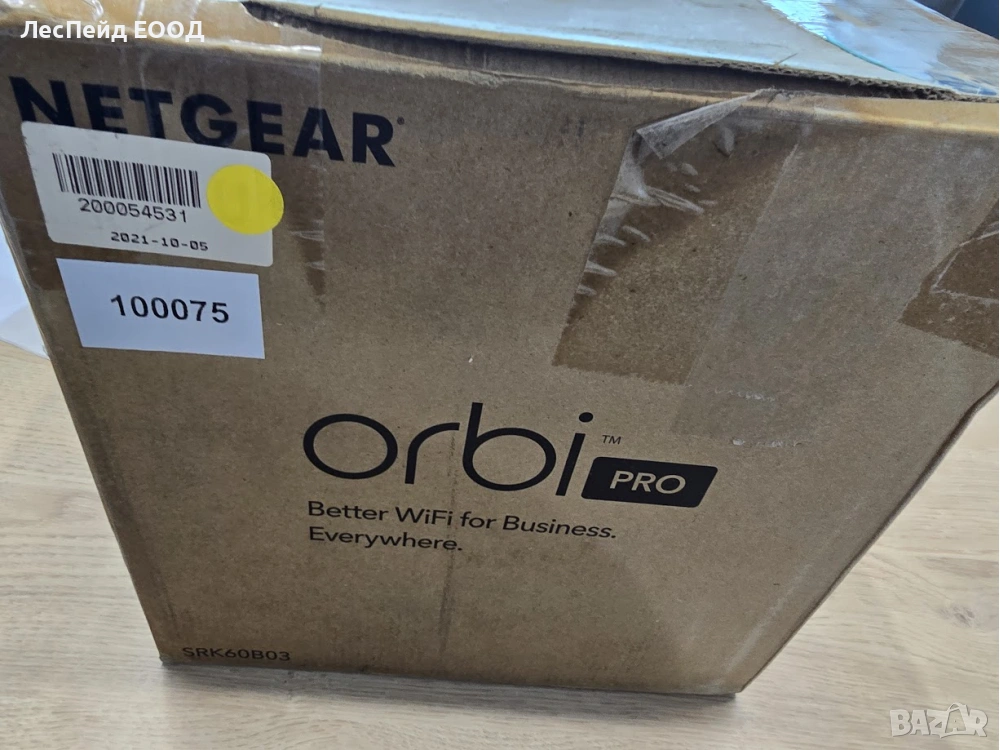 ЛесПейд ЕООД
NETGEAR
200054531
2021-10-05
100075
orbi™ PRO
Better WiFi for Business.
Everywhere.
SRK60B03
BAZAR